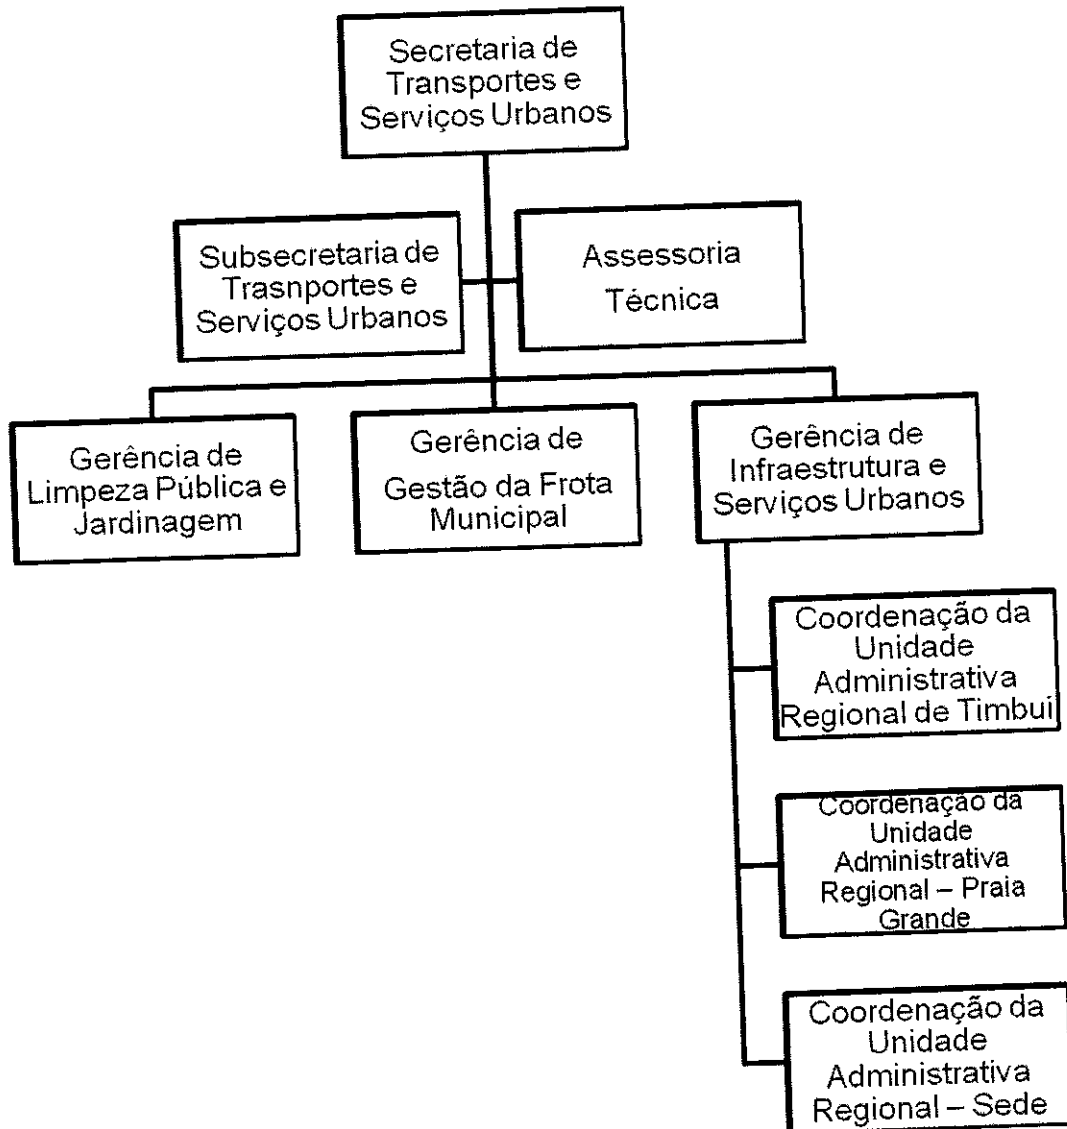 Secretaria de
Transportes e
Serviços Urbanos
Subsecretaria de
Trasnportes e
Serviços Urbanos
Assessoria
Técnica
Gerência de
Limpeza Pública e
Jardinagem
Gerência de
Gestão da Frota
Municipal
Gerência de
Infraestrutura e
Serviços Urbanos
Coordenação da
Unidade
Administrativa
Regional de Timbui
Coordenação da
Unidade
Administrativa
Regional – Praia
Grande
Coordenação da
Unidade
Administrativa
Regional – Sede